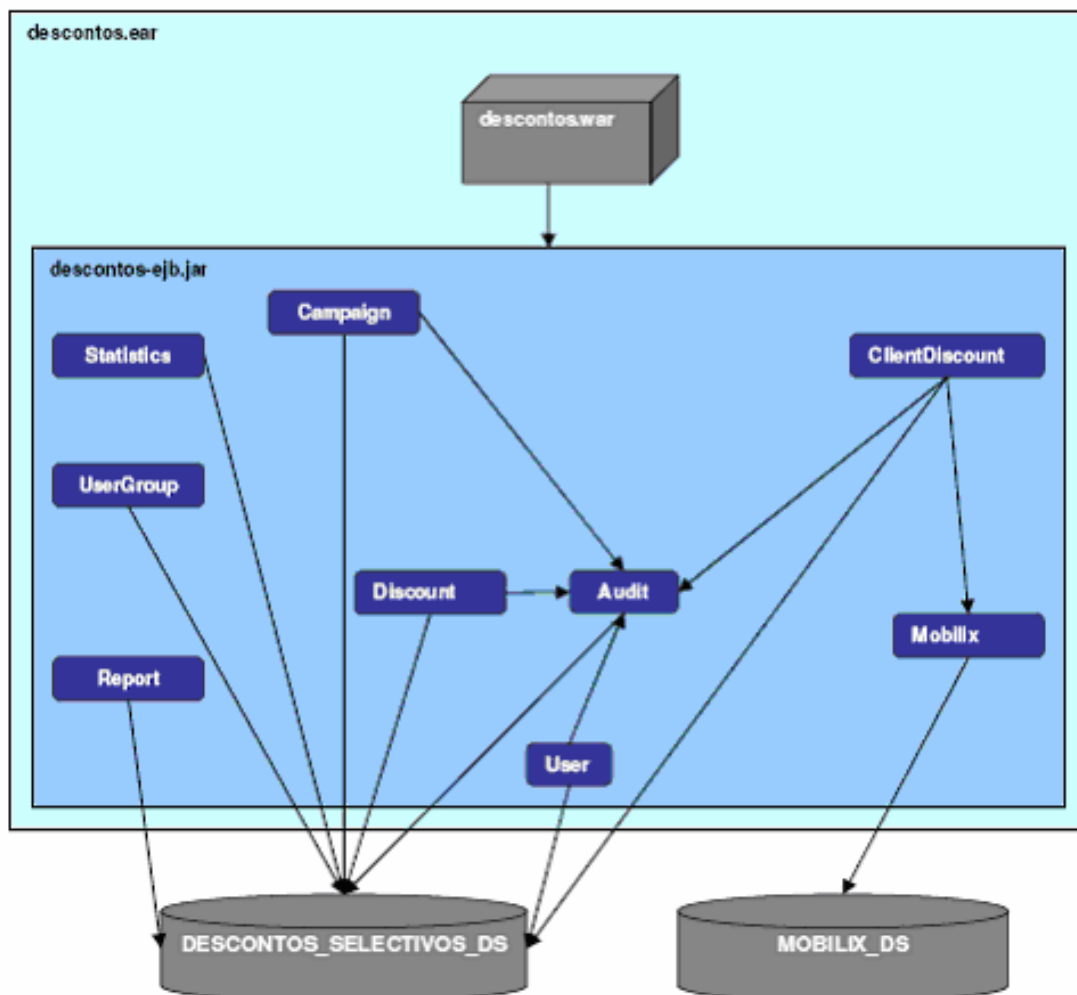 descontos.ear
descontos.war
descontos-ejb.jar
Campaign
Statistics
ClientDiscount
UserGroup
Discount
Audit
Mobilix
Report
User
DESCONTOS_SELECTIVOS_DS
MOBILIX_DS